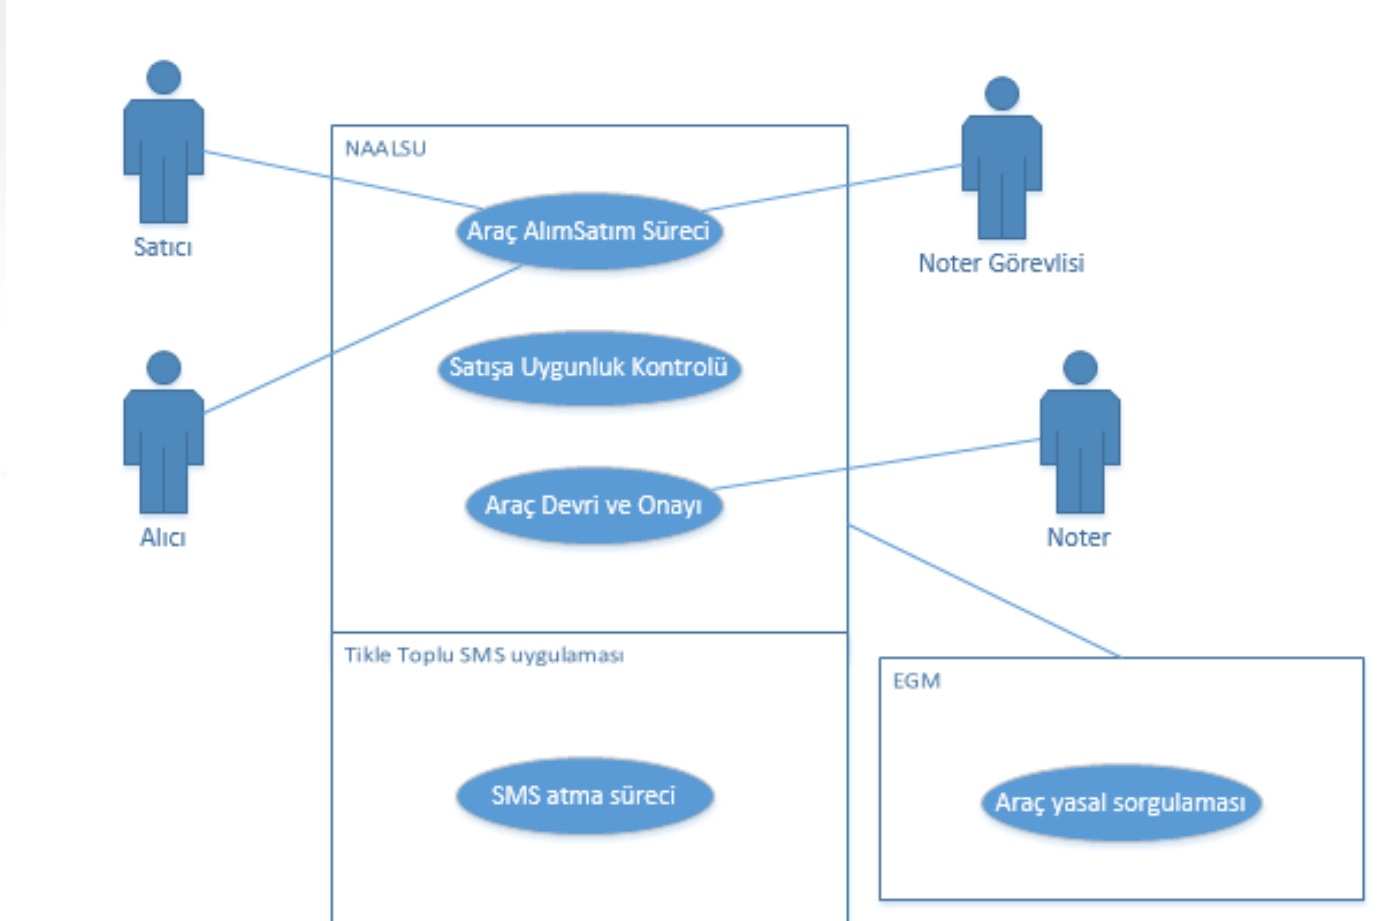 NAALSU
Araç AlımSatım Süreci
Satıcı
Noter Görevlisi
Satışa Uygunluk Kontrolü
Araç Devri ve Onayı
Alıcı
Noter
Tikle Toplu SMS uygulaması
EGM
SMS atma süreci
Araç yasal sorgulaması